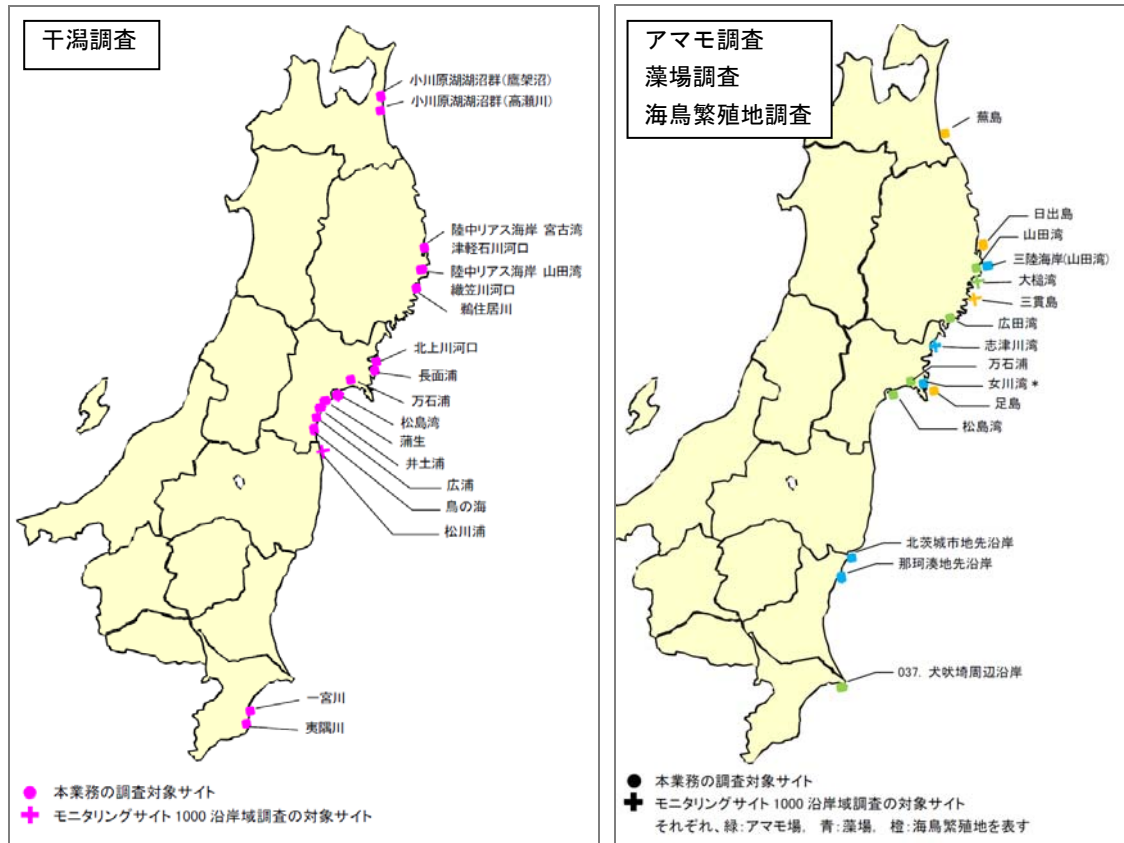 干潟調査
小川原湖湖沼群(鷹架沼)
小川原湖湖沼群(高瀬川)
陸中リアス海岸 宮古湾
津軽石川河口
陸中リアス海岸 山田湾
織笠川河口
鵜住居川
北上川河口
長面浦
万石浦
松島湾
蒲生
井土浦
広浦
鳥の海
松川浦
一宮川
夷隅川
本業務の調査対象サイト
モニタリングサイト1000 沿岸域調査の対象サイト
アマモ調査
藻場調査
海鳥繁殖地調査
蕪島
日出島
山田湾
三陸海岸(山田湾)
大槌湾
三貫島
広田湾
志津川湾
万石浦
女川湾*
足島
松島湾
北茨城市地先沿岸
那珂湊地先沿岸
037. 犬吠埼周辺沿岸
本業務の調査対象サイト
モニタリングサイト1000 沿岸域調査の対象サイト
それぞれ、緑:アマモ場, 青:藻場, 橙:海鳥繁殖地を表す